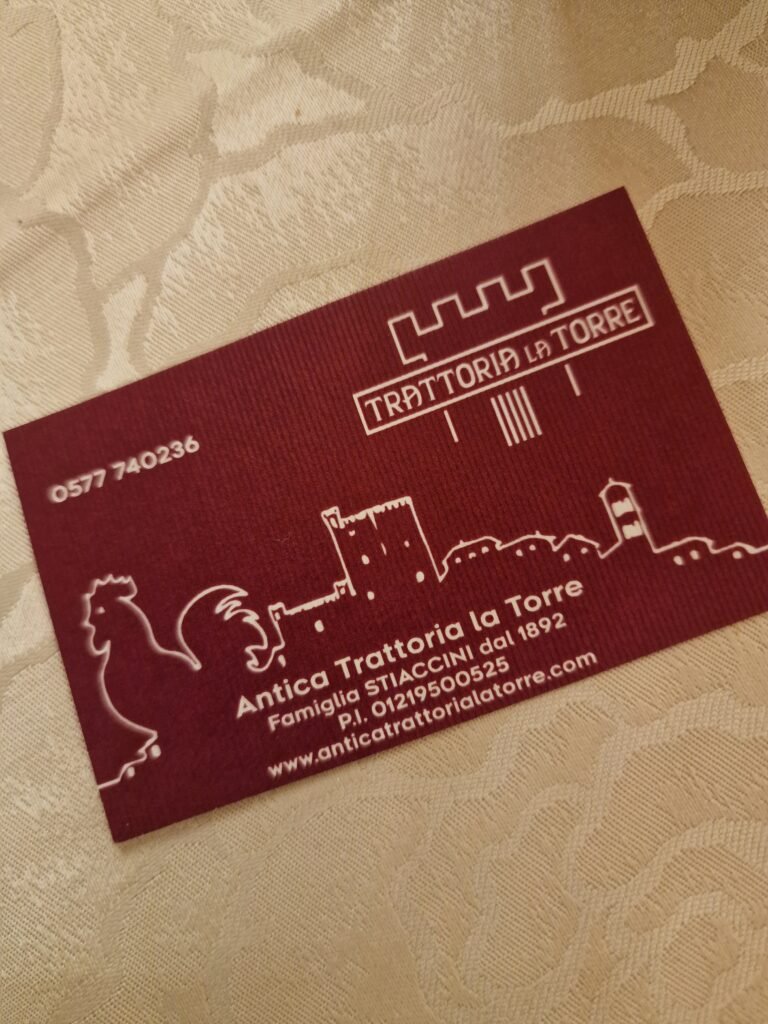 TRATTORIA LA TORRE
0577 740236
Antica Trattoria la Torre
Famiglia STIACCINI dal 1892
P.I. 01219500525
www.anticatrattorialatorre.com